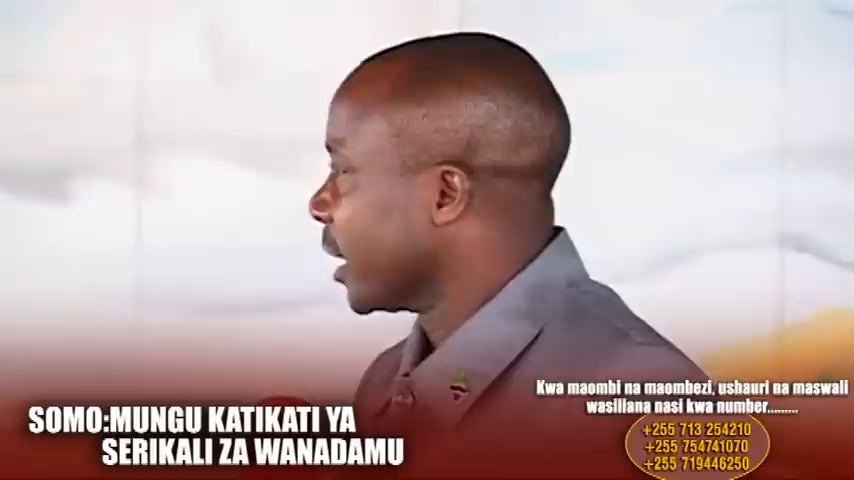 SOMO:MUNGU KATIKATI YA
SERIKALI ZA WANADAMU
Kwa maombi na maombezi, ushauri na maswali
wasiliana nasi kwa number.........
+255 713 254210
+255 754741070
+255 719446250